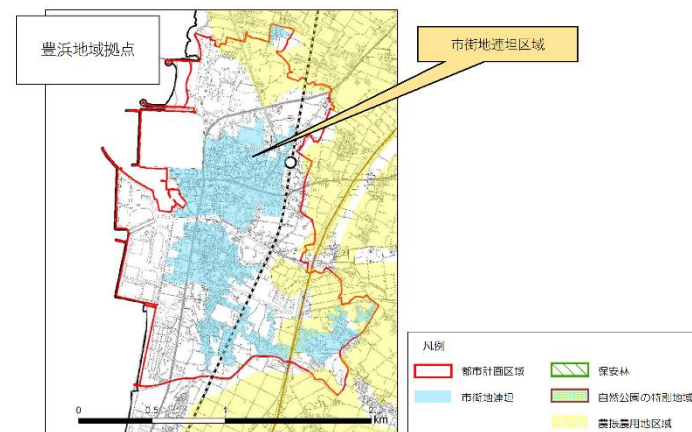 豊浜地域拠点
市街地連坦区域
凡例
都市計画区域
保安林
市街地連坦
自然公園の特別地域
農振農用地区域
0 0.5 1
km